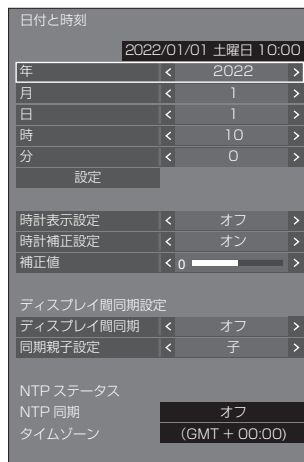 日付と時刻
2022/01/01 土曜日 10:00
年 < 2022 >
月 < 1 >
日 < 1 >
時 < 10 >
分 < 0 >
設定
時計表示設定 < オフ >
時計補正設定 < オン >
補正値 < 0 >
ディスプレイ間同期設定
ディスプレイ間同期 < オフ >
同期親子設定 < 子 >
NTP ステータス
NTP 同期 オフ
タイムゾーン (GMT + 00:00)